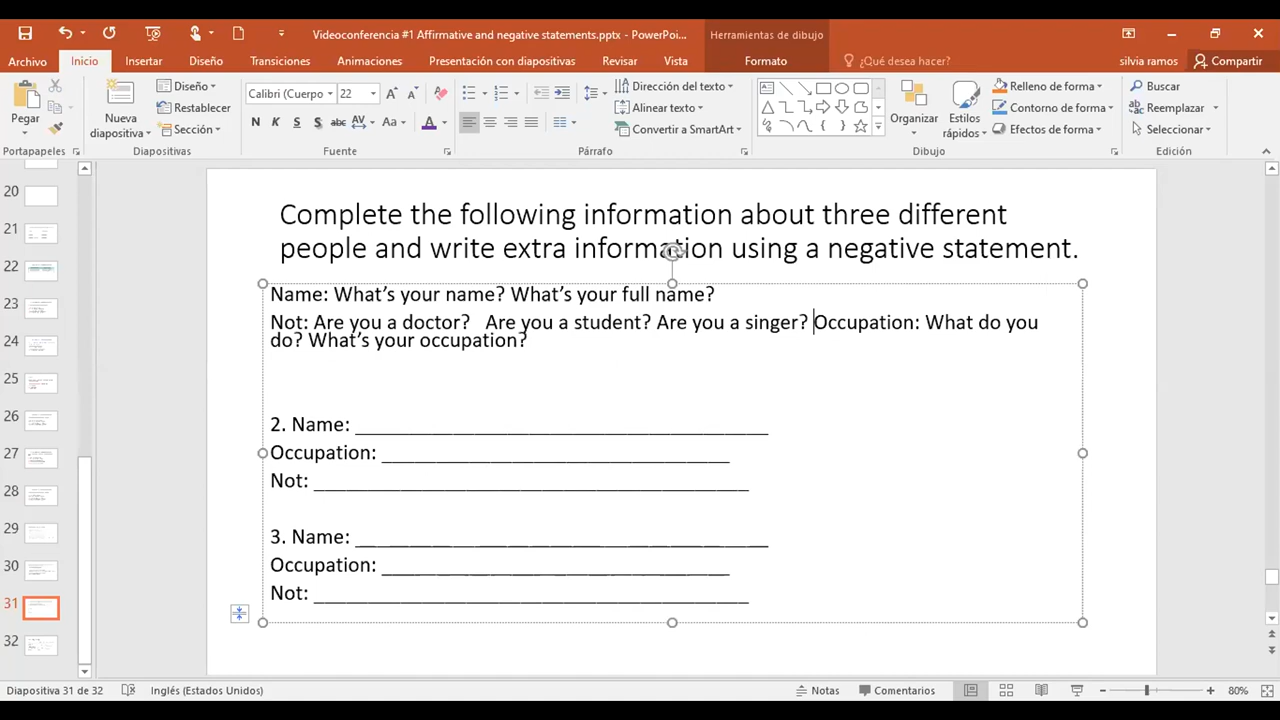 Videoconferencia #1 Affirmative and negative statements.pptx - PowerPoi...
Herramientas de dibujo
Archivo Inicio Insertar Diseño Transiciones Animaciones Presentación con diapositivas Revisar Vista Formato ¿Qué desea hacer? silvia ramos Compartir
Pegar
Portapapeles
Nueva
diapositiva
Diseño
Restablecer
Sección
Diapositivas
Calibri (Cuerpo) 22
N K S abc AV Aa A
Fuente
Dirección del texto
Alinear texto
Convertir a SmartArt
Párrafo
Organizar
Estilos
rápidos
Relleno de forma
Contorno de forma
Efectos de forma
Dibujo
Buscar
Reemplazar
Seleccionar
Edición
20
21
22
23
24
25
26
27
28
29
30
31
32
Complete the following information about three different
people and write extra information using a negative statement.
Name: What’s your name? What’s your full name?
Not: Are you a doctor?   Are you a student? Are you a singer? Occupation: What do you
do? What’s your occupation?
2. Name: ______________________________________
Occupation: ________________________________
Not: ________________________________________
3. Name: ______________________________________
Occupation: ________________________________
Not: ________________________________________
Diapositiva 31 de 32 Inglés (Estados Unidos) Notas Comentarios 80%